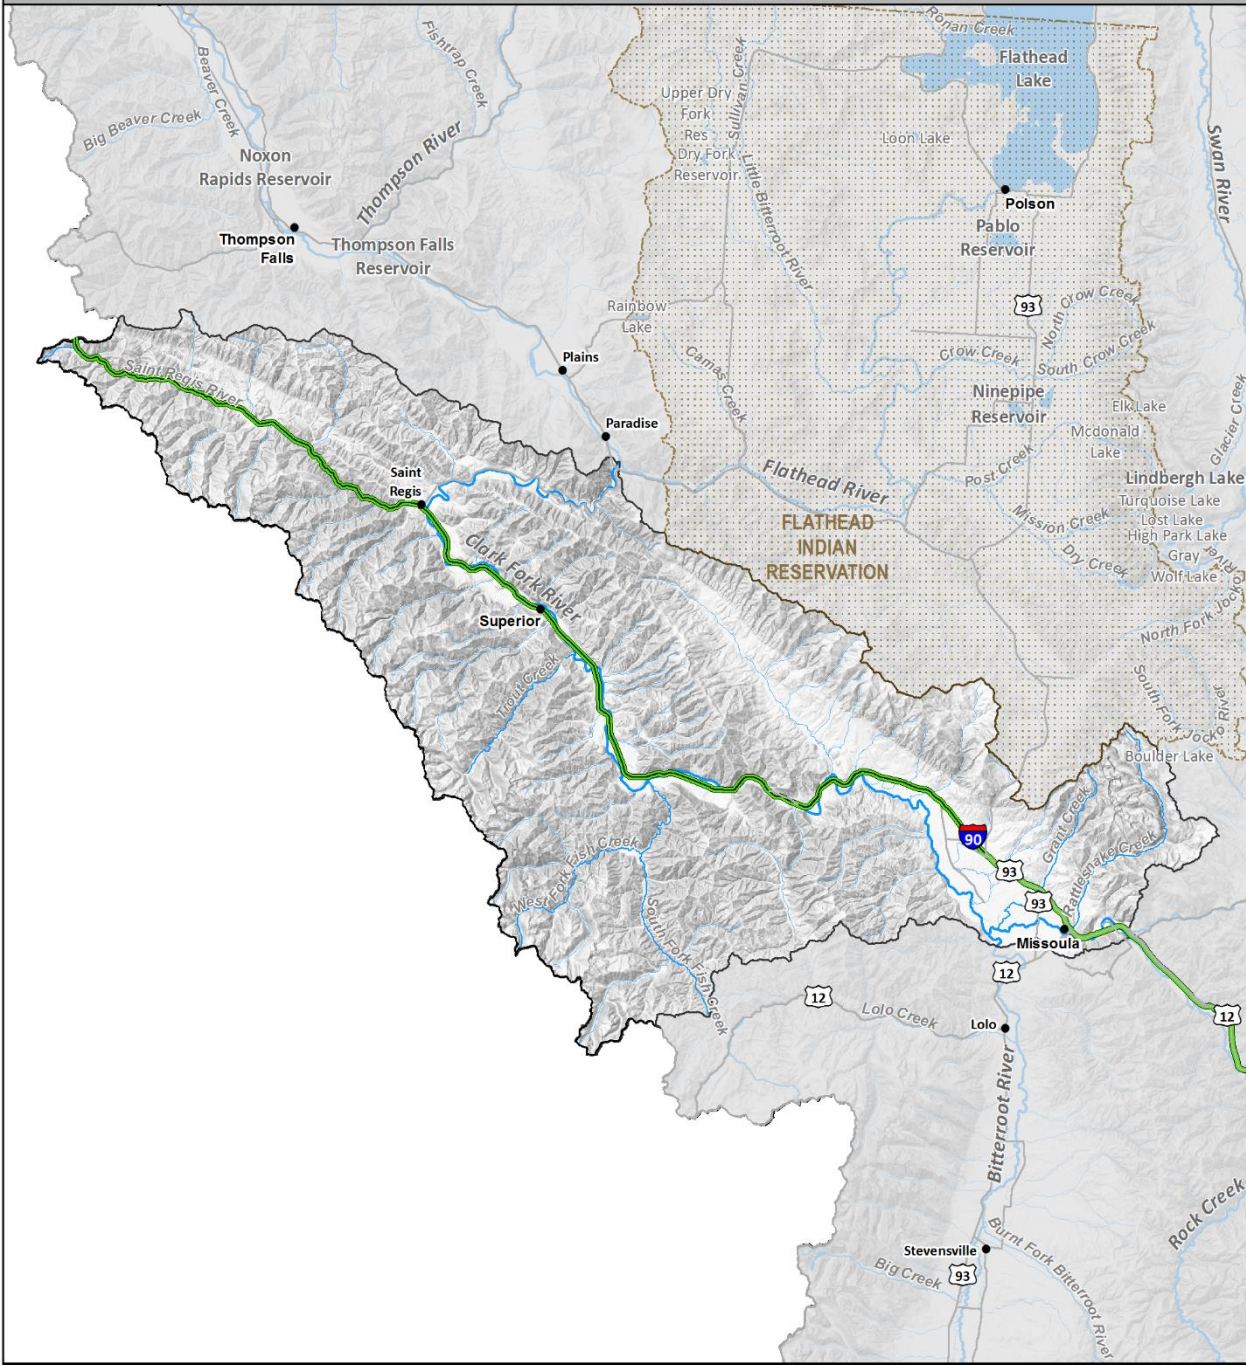 Ronan Creek
Flathead
Lake
Fishtrap Creek
Beaver Creek
Sullivan Creek
Upper Dry
Fork
Res
Dry Fork
Reservoir
Big Beaver Creek
Loon Lake
Swan River
Thompson River
Noxon
Rapids Reservoir
Little Bitterroot River
Polson
Pablo
Reservoir
Thompson
Falls
Thompson Falls
Reservoir
93
North Crow Creek
Rainbow
Lake
South Crow Creek
Crow Creek
Plains
Camas Creek
Saint Regis River
Ninepipe
Reservoir
Elk Lake
Glacier Creek
Paradise
Mcdonald
Lake
Post Creek
Saint
Regis
Flathead River
Lindbergh Lake
Turquoise Lake
Lost Lake
High Park Lake
Gray
Wolf Lake
Mission Creek
FLATHEAD
INDIAN
RESERVATION
Dry Creek
Clark Fork River
Superior
North Fork Jocko River
Trout Creek
South Fork Jocko River
Boulder Lake
90
Grant Creek
Rattlesnake Creek
West Fork Fish Creek
93
93
South Fork Fish Creek
Missoula
12
12
Lolo Creek
Lolo
12
Bitterroot River
Rock Creek
Stevensville
Burnt Fork Bitterroot River
Big Creek
93